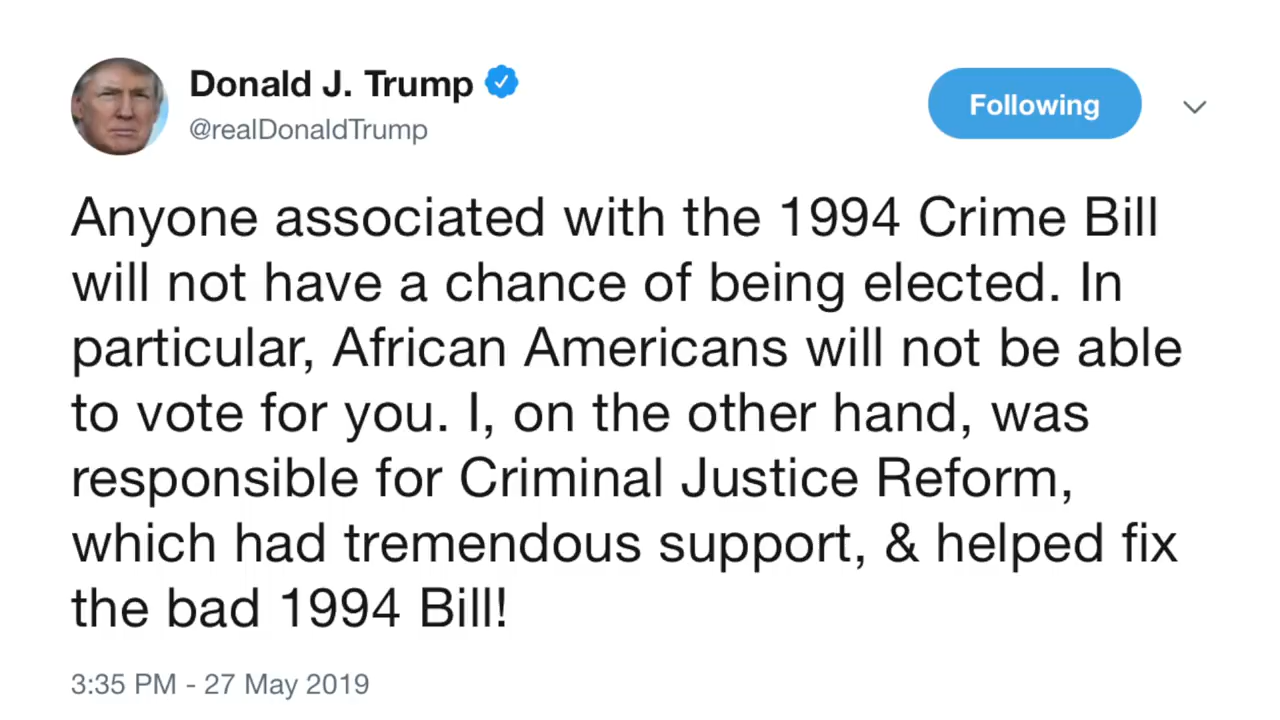 Donald J. Trump
@realDonaldTrump
Following
Anyone associated with the 1994 Crime Bill
will not have a chance of being elected. In
particular, African Americans will not be able
to vote for you. I, on the other hand, was
responsible for Criminal Justice Reform,
which had tremendous support, & helped fix
the bad 1994 Bill!
3:35 PM - 27 May 2019